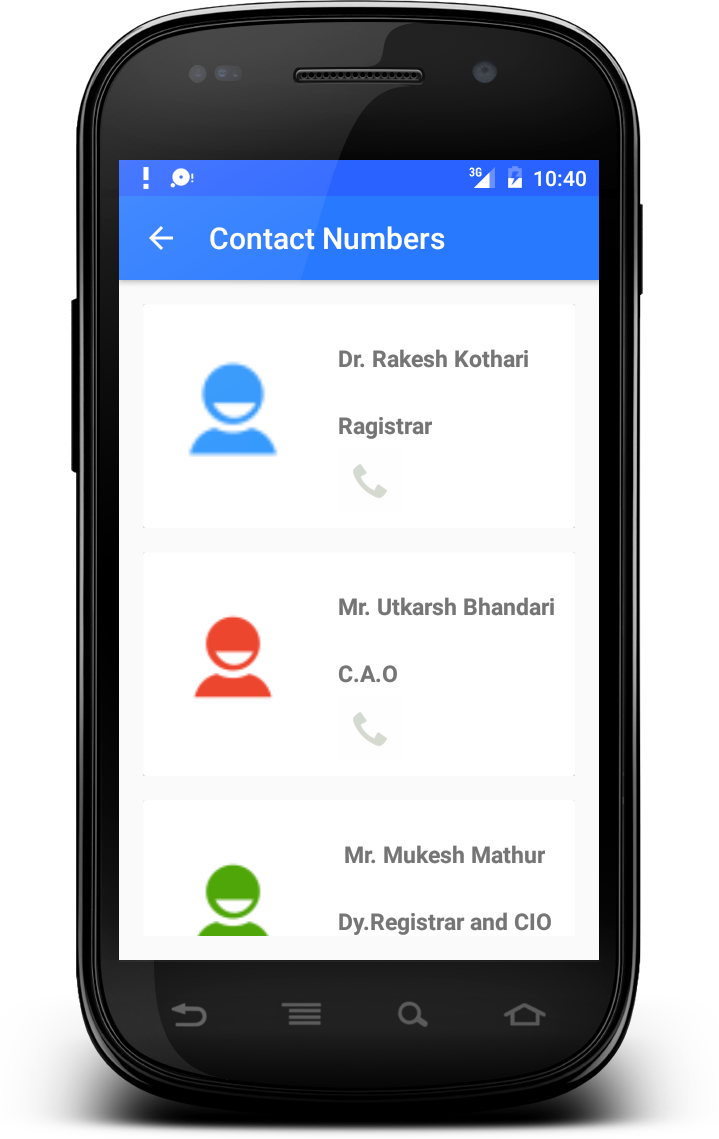 3G 10:40
Contact Numbers
Dr. Rakesh Kothari
Ragistrar
Mr. Utkarsh Bhandari
C.A.O
Mr. Mukesh Mathur
Dy.Registrar and CIO